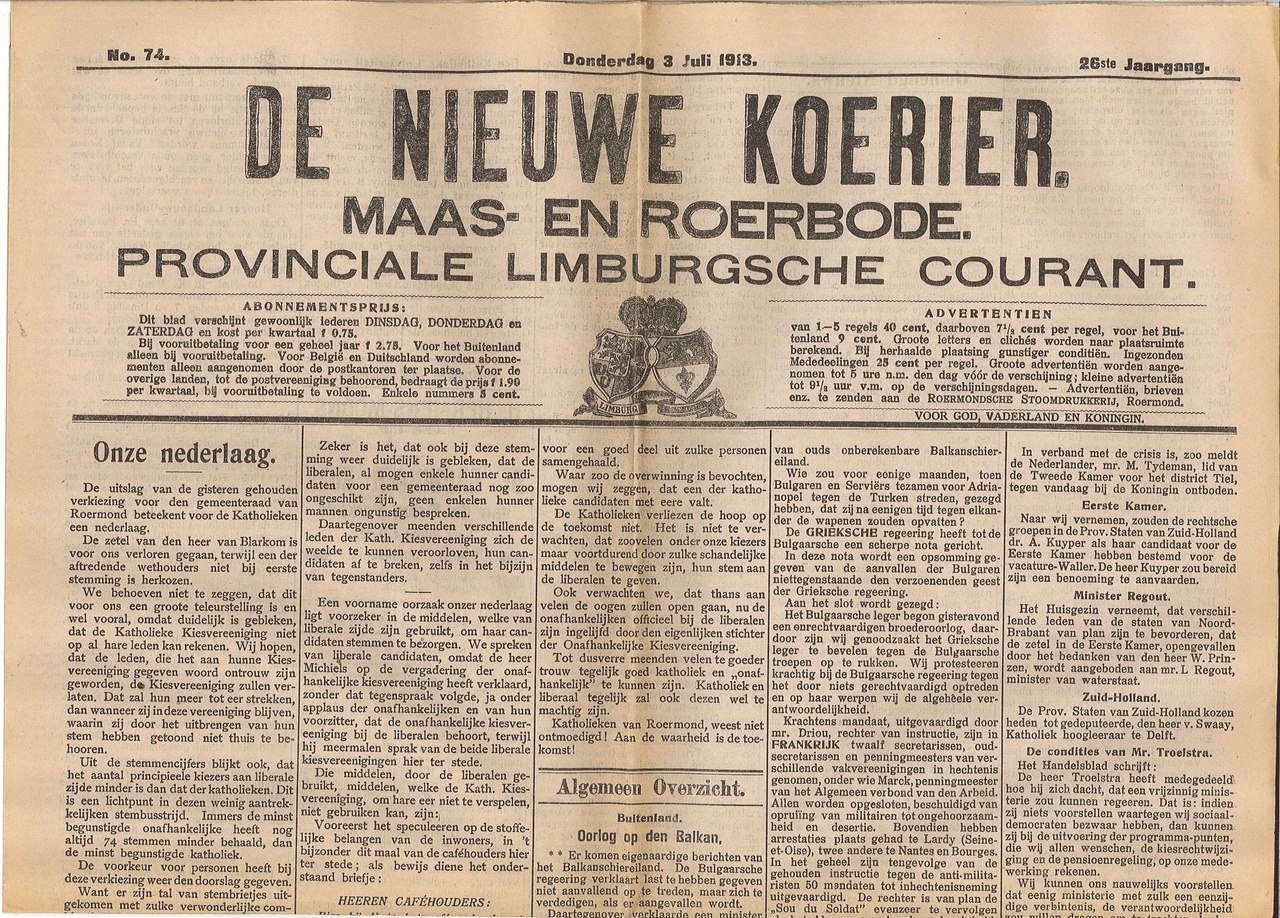 No. 74.
Donderdag 3 Juli 1913.
26ste Jaargang.
DE NIEUWE KOERIER.
MAAS- EN ROERBODE.
PROVINCIALE LIMBURGSCHE COURANT.
ABONNEMENTSPRIJS:
Dit blad verschijnt gewoonlijk iederen DINSDAG, DONDERDAG en
ZATERDAG en kost per kwartaal f 0.75.
Bij vooruitbetaling voor een geheel jaar f 2.75. Voor het Buitenland
alleen bij vooruitbetaling. Voor België en Duitschland worden abonne-
menten alleen aangenomen door de postkantoren ter plaatse. Voor de
overige landen, tot de postvereeniging behoorend, bedraagt de prijs f 1.90
per kwartaal, bij vooruitbetaling te voldoen. Enkele nummers 5 cent.
LIMBURG
ADVERTENTIEN
van 1—5 regels 40 cent, daarboven 7½ cent per regel, voor het Bui-
tenland 9 cent. Groote letters en clichés worden naar plaatsruimte
berekend. Bij herhaalde plaatsing gunstiger conditiën. Ingezonden
Mededeelingen 25 cent per regel. Groote advertentiën worden aange-
nomen tot 5 ure n.m. den dag vóór de verschijning; kleine advertentiën
tot 9½ uur v.m. op de verschijningsdagen. — Advertentiën, brieven
enz. te zenden aan de ROERMONDSCHE STOOMDRUKKERIJ, Roermond.
VOOR GOD, VADERLAND EN KONINGIN.
Onze nederlaag.
De uitslag van de gisteren gehouden
verkiezing voor den gemeenteraad van
Roermond beteekent voor de Katholieken
een nederlaag.
De zetel van den heer van Blarkom is
voor ons verloren gegaan, terwijl een der
aftredende wethouders niet bij eerste
stemming is herkozen.
We behoeven niet te zeggen, dat dit
voor ons een groote teleurstelling is en
wel vooral, omdat duidelijk is gebleken,
dat de Katholieke Kiesvereeniging niet
op al hare leden kan rekenen. Wij hopen,
dat de leden, die het aan hunne Kies-
vereeniging gegeven woord ontrouw zijn
geworden, de Kiesvereeniging zullen ver-
laten. Dat zal hun meer tot eer strekken,
dan wanneer zij in deze vereeniging blijven,
waarin zij door het uitbrengen van hun
stem hebben getoond niet thuis te be-
hooren.
Uit de stemmencijfers blijkt ook, dat
het aantal principieele kiezers aan liberale
zijde minder is dan dat der katholieken. Dit
is een lichtpunt in dezen weinig aantrek-
kelijken stembusstrijd. Immers de minst
begunstigde onafhankelijke heeft nog
altijd 74 stemmen minder behaald, dan
de minst begunstigde katholiek.
De voorkeur voor personen heeft bij
deze verkiezing weer den doorslag gegeven.
Want er zijn tal van stembriefjes uit-
gekomen met zulke verwonderlijke com-
Zeker is het, dat ook bij deze stem-
ming weer duidelijk is gebleken, dat de
liberalen, al mogen enkele hunner candi-
daten voor een gemeenteraad nog zoo
ongeschikt zijn, geen enkelen hunner
mannen ongunstig bespreken.
Daartegenover meenden verschillende
leden der Kath. Kiesvereeniging zich de
weelde te kunnen veroorloven, hun can-
didaten af te breken, zelfs in het bijzijn
van tegenstanders.
Een voorname oorzaak onzer nederlaag
ligt voorzeker in de middelen, welke van
liberale zijde zijn gebruikt, om haar can-
didaten stemmen te bezorgen. We spreken
van liberale candidaten, omdat de heer
Michiels op de vergadering der onaf-
hankelijke kiesvereeniging heeft verklaard,
zonder dat tegenspraak volgde, ja onder
applaus der onafhankelijken en van hun
voorzitter, dat de onafhankelijke kiesver-
eeniging bij de liberalen behoort, terwijl
hij meermalen sprak van de beide liberale
kiesvereenigingen hier ter stede.
Die middelen, door de liberalen ge-
bruikt, middelen, welke de Kath. Kies-
vereeniging, om hare eer niet te verspelen,
niet gebruiken kan, zijn:
Vooreerst het speculeeren op de stoffe-
lijke belangen van de inwoners, in 't
bijzonder dit maal van de caféhouders hier
ter stede; als bewijs diene het onder-
staand briefje:
HEEREN CAFÉHOUDERS:
voor een goed deel uit zulke personen
samengehaald.
Waar zoo de overwinning is bevochten,
mogen wij zeggen, dat een der katho-
lieke candidaten met eere valt.
De Katholieken verliezen de hoop op
de toekomst niet. Het is niet te ver-
wachten, dat zoovelen onder onze kiezers
maar voortdurend door zulke schandelijke
middelen te bewegen zijn, hun stem aan
de liberalen te geven.
Ook verwachten we, dat thans aan
velen de oogen zullen open gaan, nu de
onafhankelijken officieel bij de liberalen
zijn ingelijfd door den eigenlijken stichter
der Onafhankelijke Kiesvereeniging.
Tot dusverre meenden velen te goeder
trouw tegelijk goed katholiek en „onaf-
hankelijk” te kunnen zijn. Katholiek en
liberaal tegelijk zal ook dezen wel te
machtig zijn.
Katholieken van Roermond, weest niet
ontmoedigd! Aan de waarheid is de toe-
komst!
Algemeen Overzicht.
Buitenland.
Oorlog op den Balkan,
** Er komen eigenaardige berichten van
het Balkanschiereiland. De Bulgaarsche
regeering verklaart last te hebben gegeven
niet aanvallend op te treden, maar zich te
verdedigen, als er aangevallen wordt.
Daartegenover verklaarde een minister
van ouds onberekenbare Balkanschier-
eiland.
Wie zou voor eenige maanden, toen
Bulgaren en Serviërs tezamen voor Adria-
nopel tegen de Turken streden, gezegd
hebben, dat zij na eenigen tijd tegen elkan-
der de wapenen zouden opvatten?
De GRIEKSCHE regeering heeft tot de
Bulgaarsche een scherpe nota gericht.
In deze nota wordt een opsomming ge-
geven van de aanvallen der Bulgaren
niettegenstaande den verzoenenden geest
der Grieksche regeering.
Aan het slot wordt gezegd:
Het Bulgaarsche leger begon gisteravond
een onrechtvaardigen broederoorlog, daar-
door zijn wij genoodzaakt het Grieksche
leger te bevelen tegen de Bulgaarsche
troepen op te rukken. Wij protesteeren
krachtig bij de Bulgaarsche regeering tegen
het door niets gerechtvaardigd optreden
en op haar werpen wij de algeheele ver-
antwoordelijkheid.
Krachtens mandaat, uitgevaardigd door
mr. Driou, rechter van instructie, zijn in
FRANKRIJK twaalf secretarissen, oud-
secretarissen en penningmeesters van ver-
schillende vakvereenigingen in hechtenis
genomen, onder wie Marck, penningmeester
van het Algemeen verbond van den Arbeid.
Allen worden opgesloten, beschuldigd van
opruiing van militairen tot ongehoorzaam-
heid en desertie. Bovendien hebben
arrestaties plaats gehad te Lardy (Seine-
et-Oise), twee andere te Nantes en Bourges.
In het geheel zijn tengevolge van de
gehouden instructie tegen de anti-milita-
risten 50 mandaten tot inhechtenisneming
uitgevaardigd. De rechter is van plan de
„Sou du Soldat” evenzeer te vervolgen
In verband met de crisis is, zoo meldt
de Nederlander, mr. M. Tydeman, lid van
de Tweede Kamer voor het district Tiel,
tegen vandaag bij de Koningin ontboden.
Eerste Kamer.
Naar wij vernemen, zouden de rechtsche
groepen in de Prov. Staten van Zuid-Holland
dr. A. Kuyper als haar candidaat voor de
Eerste Kamer hebben bestemd voor de
vacature-Waller. De heer Kuyper zou bereid
zijn een benoeming te aanvaarden.
Minister Regout.
Het Huisgezin verneemt, dat verschil-
lende leden van de staten van Noord-
Brabant van plan zijn te bevorderen, dat
de zetel in de Eerste Kamer, opengevallen
door het bedanken van den heer W. Prin-
zen, wordt aangeboden aan mr. L Regout,
minister van waterstaat.
Zuid-Holland.
De Prov. Staten van Zuid-Holland kozen
heden tot gedeputeerde, den heer v. Swaay,
Katholiek hoogleeraar te Delft.
De condities van Mr. Troelstra.
Het Handelsblad schrijft:
De heer Troelstra heeft medegedeeld
hoe hij zich dacht, dat een vrijzinnig minis-
terie zou kunnen regeeren. Dat is: indien
zij niets voorstellen waartegen wij sociaal-
democraten bezwaar hebben, dan kunnen
zij bij de uitvoering der programma-punten,
die wij allen wenschen, de kiesrechtwijzi-
ging en de pensioenregeling, op onze mede-
werking rekenen.
Wij kunnen ons nauwelijks voorstellen
dat eenig ministerie met zulk een eenzij-
dige verbintenis, de verantwoordelijkheid